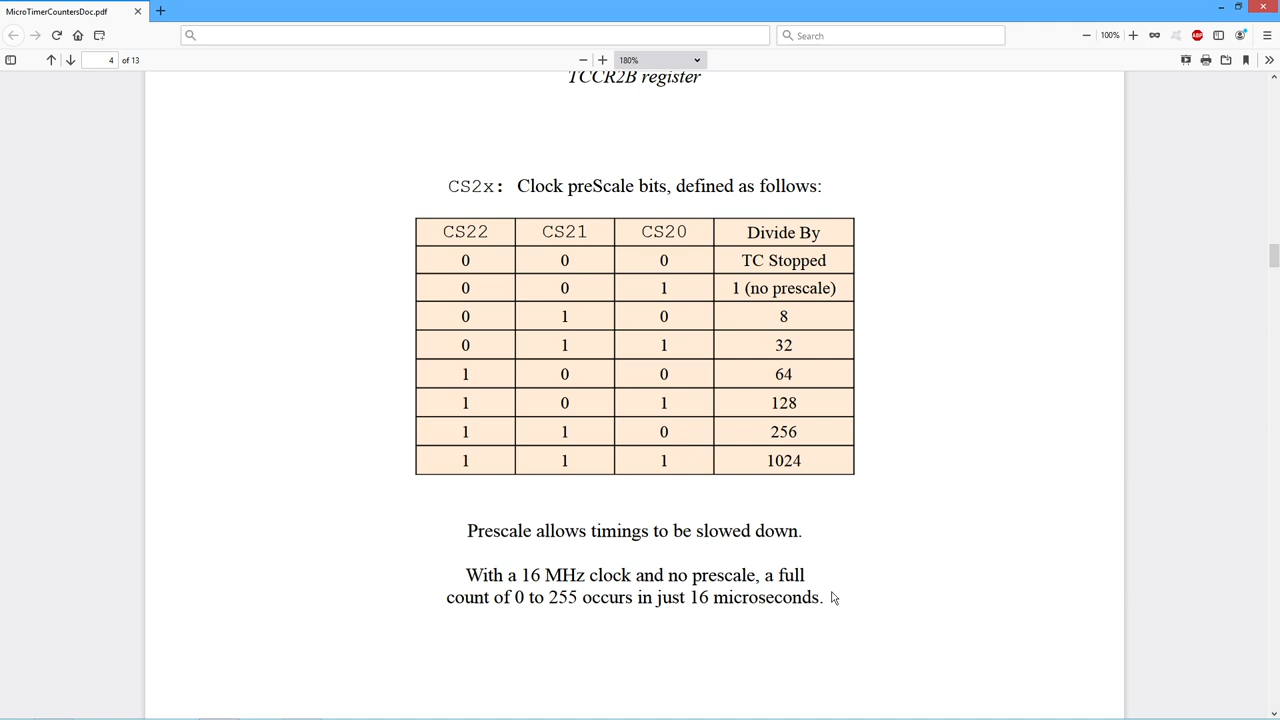 MicroTimerCountersDoc.pdf
Search
100%
4 of 13
180%
TCCR2B register
CS2x: Clock preScale bits, defined as follows:
CS22 CS21 CS20 Divide By
0 0 0 TC Stopped
0 0 1 1 (no prescale)
0 1 0 8
0 1 1 32
1 0 0 64
1 0 1 128
1 1 0 256
1 1 1 1024
Prescale allows timings to be slowed down.
With a 16 MHz clock and no prescale, a full
count of 0 to 255 occurs in just 16 microseconds.